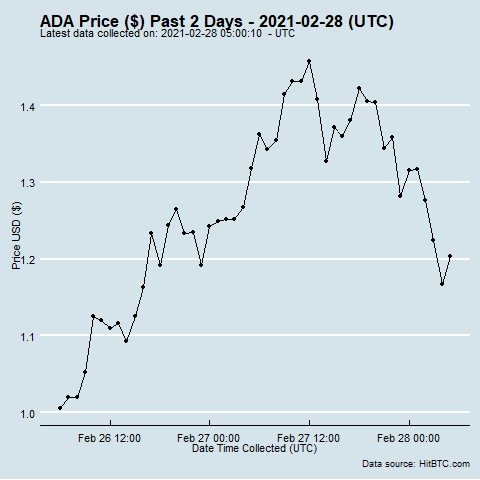 ADA Price ($) Past 2 Days - 2021-02-28 (UTC)
Latest data collected on: 2021-02-28 05:00:10  - UTC
Price USD ($)
1.4
1.3
1.2
1.1
1.0
Feb 26 12:00 Feb 27 00:00 Feb 27 12:00 Feb 28 00:00
Date Time Collected (UTC)
Data source: HitBTC.com